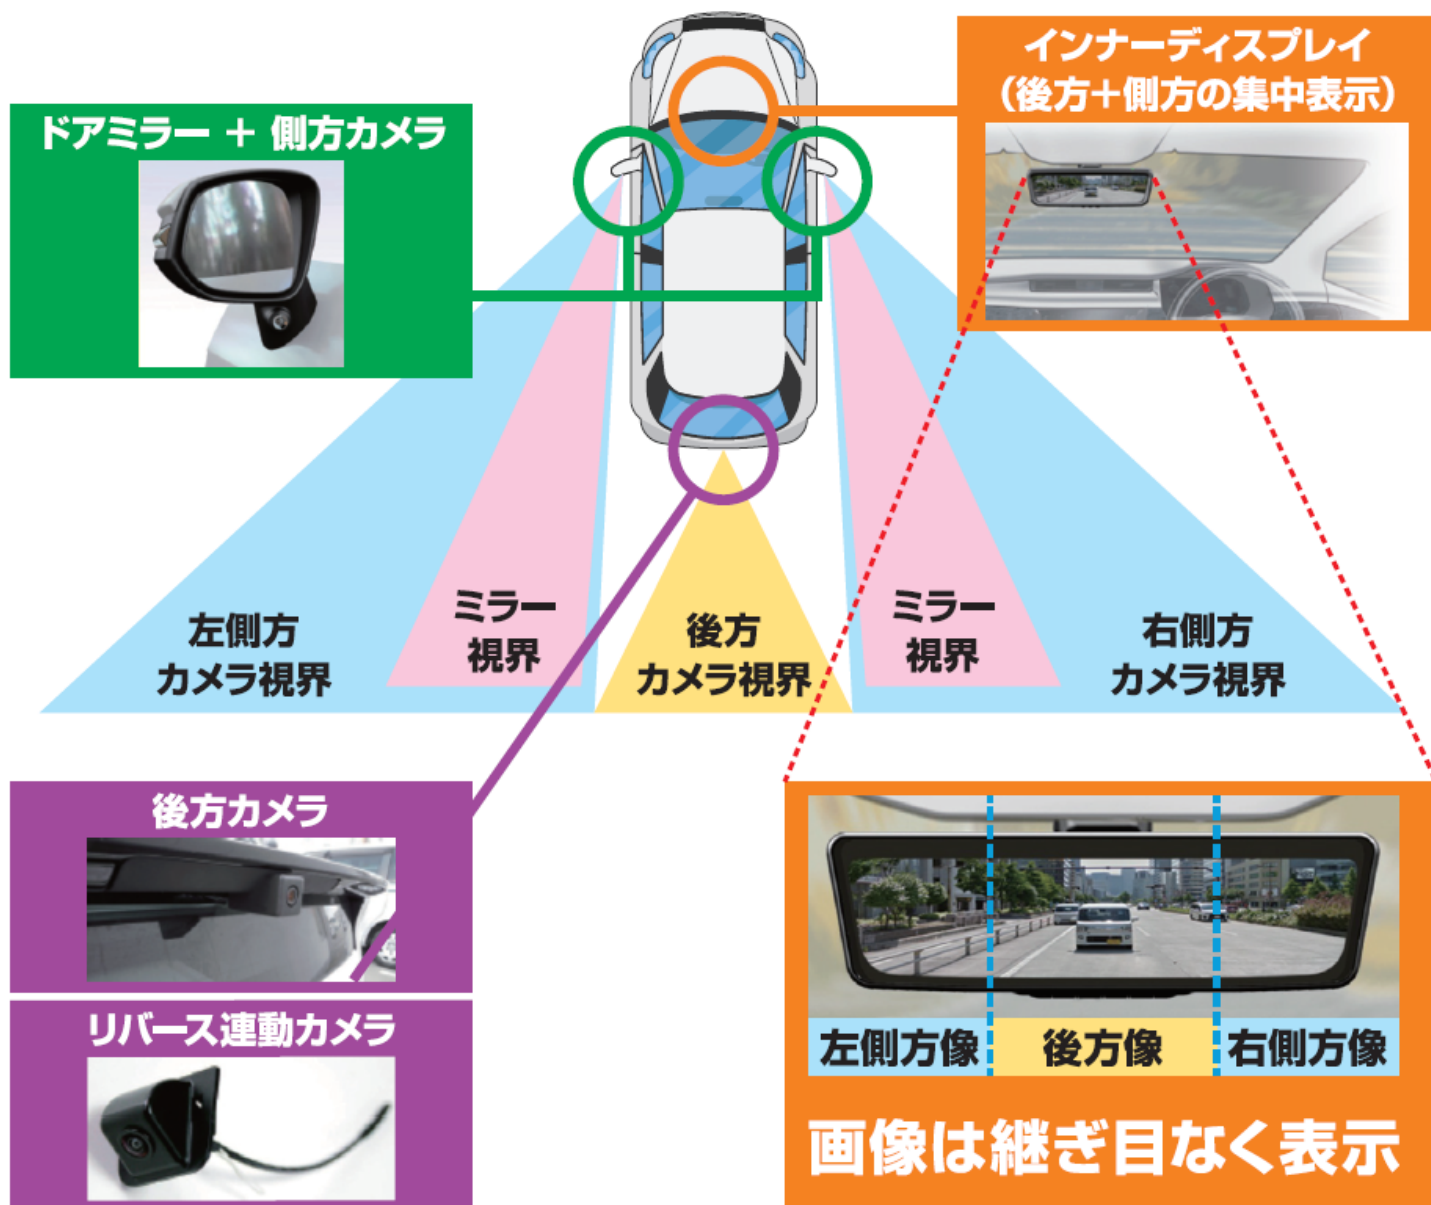 インナーディスプレイ
（後方＋側方の集中表示）
ドアミラー ＋ 側方カメラ
左側方
カメラ視界
ミラー
視界
後方
カメラ視界
ミラー
視界
右側方
カメラ視界
後方カメラ
リバース連動カメラ
左側方像
後方像
右側方像
画像は継ぎ目なく表示